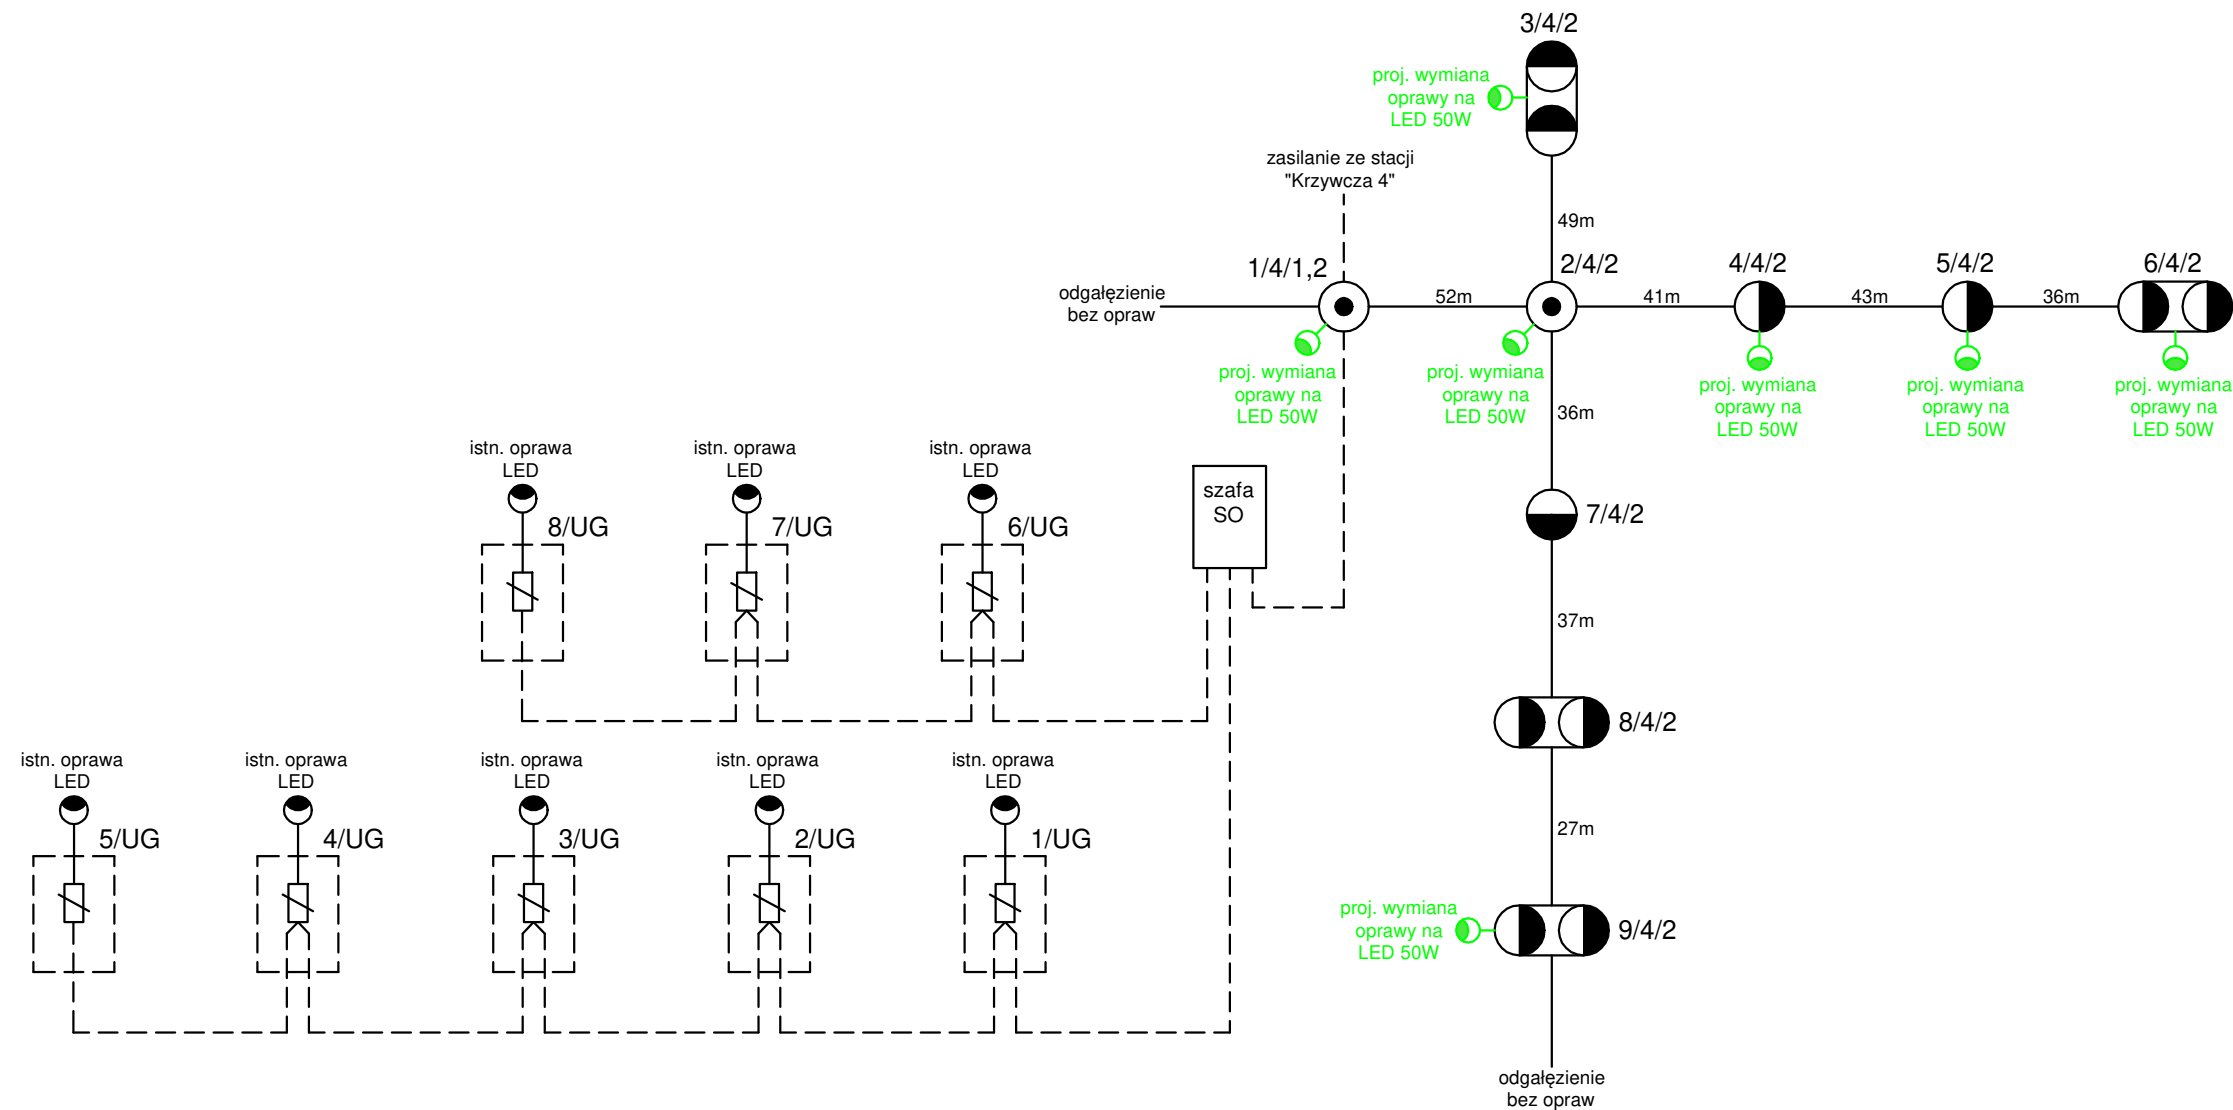 3/4/2
proj. wymiana
oprawy na
LED 50W
zasilanie ze stacji
"Krzywcza 4"
49m
1/4/1,2
2/4/2
4/4/2
5/4/2
6/4/2
odgałęzienie
bez opraw
52m
41m
43m
36m
proj. wymiana
oprawy na
LED 50W
proj. wymiana
oprawy na
LED 50W
proj. wymiana
oprawy na
LED 50W
proj. wymiana
oprawy na
LED 50W
proj. wymiana
oprawy na
LED 50W
36m
istn. oprawa
LED
8/UG
istn. oprawa
LED
7/UG
istn. oprawa
LED
6/UG
szafa
SO
7/4/2
37m
8/4/2
istn. oprawa
LED
5/UG
istn. oprawa
LED
4/UG
istn. oprawa
LED
3/UG
istn. oprawa
LED
2/UG
istn. oprawa
LED
1/UG
27m
proj. wymiana
oprawy na
LED 50W
9/4/2
odgałęzienie
bez opraw